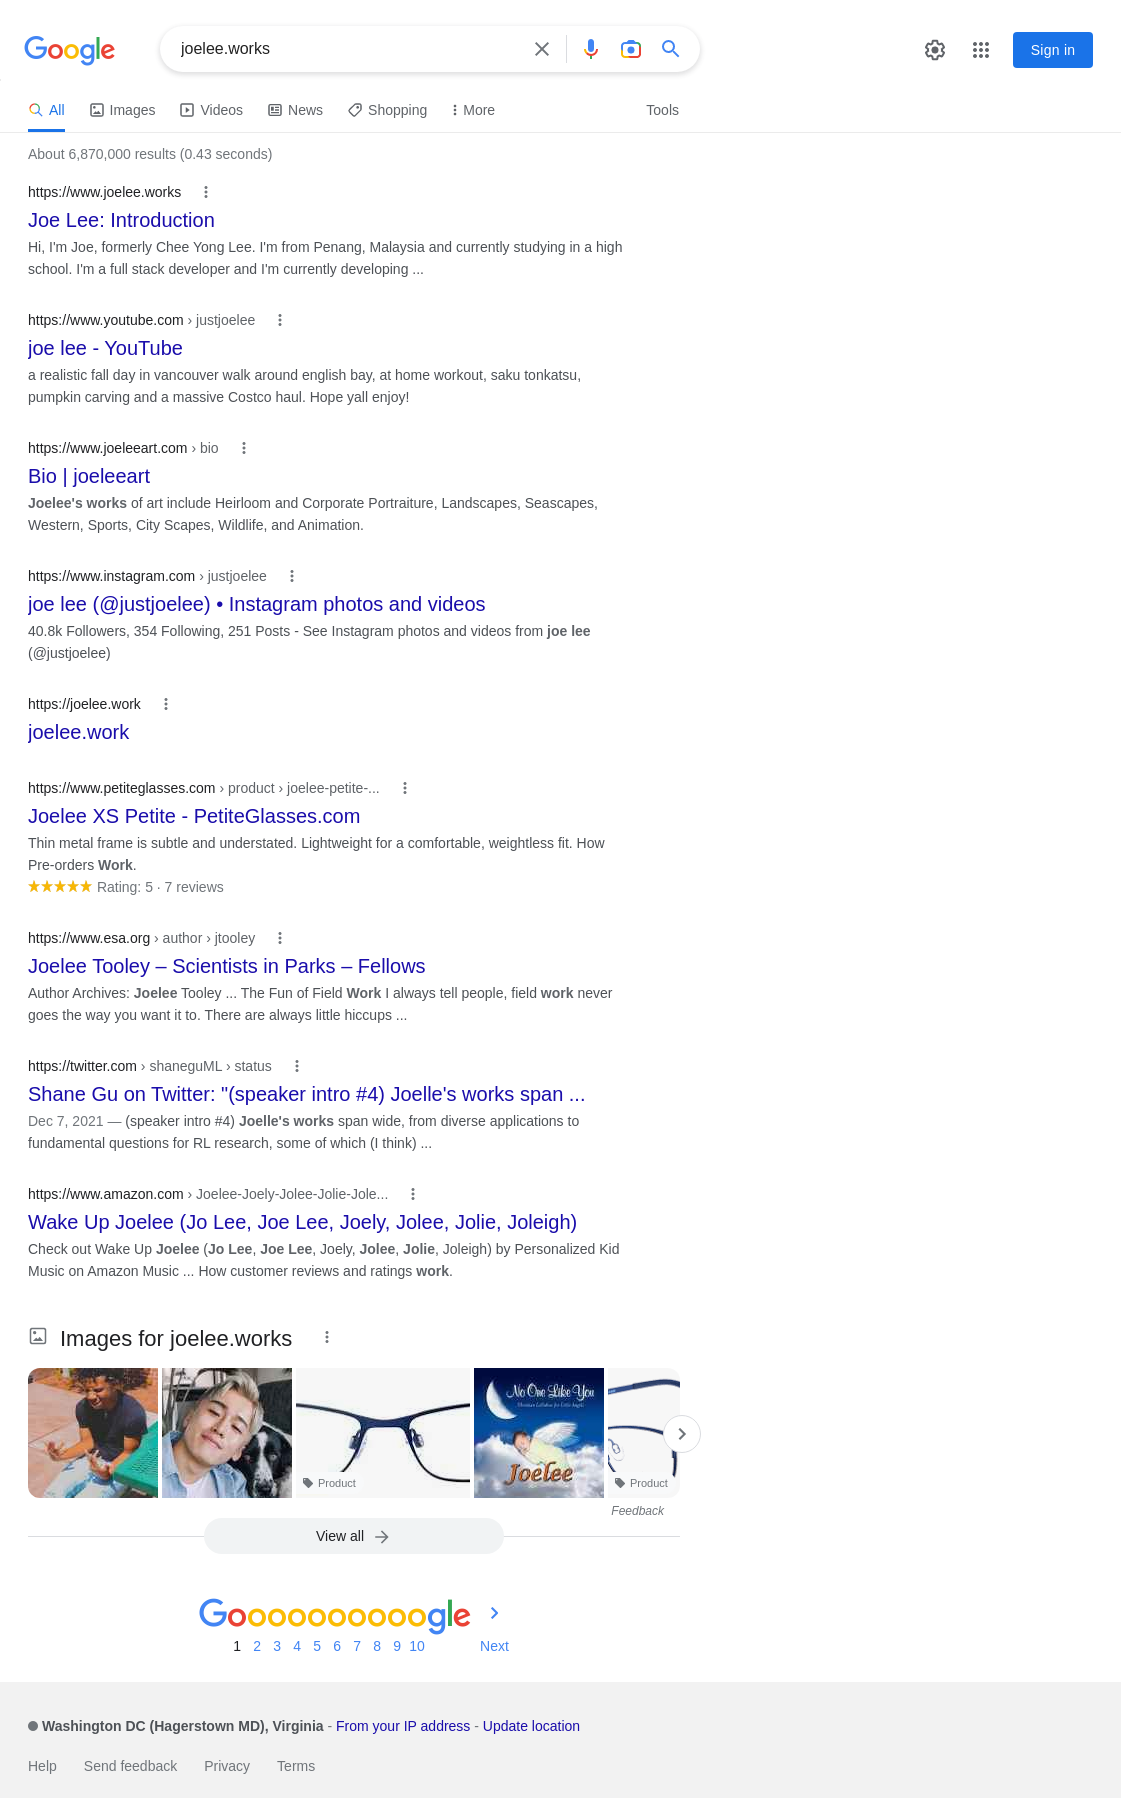 Google
joelee.works
Sign in
All
Images
Videos
News
Shopping
More
Tools
About 6,870,000 results (0.43 seconds)
https://www.joelee.works
Joe Lee: Introduction
Hi, I'm Joe, formerly Chee Yong Lee. I'm from Penang, Malaysia and currently studying in a high
school. I'm a full stack developer and I'm currently developing ...
https://www.youtube.com › justjoelee
joe lee - YouTube
a realistic fall day in vancouver walk around english bay, at home workout, saku tonkatsu,
pumpkin carving and a massive Costco haul. Hope yall enjoy!
https://www.joeleeart.com › bio
Bio | joeleeart
Joelee's works of art include Heirloom and Corporate Portraiture, Landscapes, Seascapes,
Western, Sports, City Scapes, Wildlife, and Animation.
https://www.instagram.com › justjoelee
joe lee (@justjoelee) • Instagram photos and videos
40.8k Followers, 354 Following, 251 Posts - See Instagram photos and videos from joe lee
(@justjoelee)
https://joelee.work
joelee.work
https://www.petiteglasses.com › product › joelee-petite-...
Joelee XS Petite - PetiteGlasses.com
Thin metal frame is subtle and understated. Lightweight for a comfortable, weightless fit. How
Pre-orders Work.
Rating: 5 · 7 reviews
https://www.esa.org › author › jtooley
Joelee Tooley – Scientists in Parks – Fellows
Author Archives: Joelee Tooley ... The Fun of Field Work I always tell people, field work never
goes the way you want it to. There are always little hiccups ...
https://twitter.com › shaneguML › status
Shane Gu on Twitter: "(speaker intro #4) Joelle's works span ...
Dec 7, 2021 — (speaker intro #4) Joelle's works span wide, from diverse applications to
fundamental questions for RL research, some of which (I think) ...
https://www.amazon.com › Joelee-Joely-Jolee-Jolie-Jole...
Wake Up Joelee (Jo Lee, Joe Lee, Joely, Jolee, Jolie, Joleigh)
Check out Wake Up Joelee (Jo Lee, Joe Lee, Joely, Jolee, Jolie, Joleigh) by Personalized Kid
Music on Amazon Music ... How customer reviews and ratings work.
Images for joelee.works
No One Like You
Joelee
Product
Product
Feedback
View all
Goooooooooogle
1 2 3 4 5 6 7 8 9 10 Next
Washington DC (Hagerstown MD), Virginia - From your IP address - Update location
Help Send feedback Privacy Terms